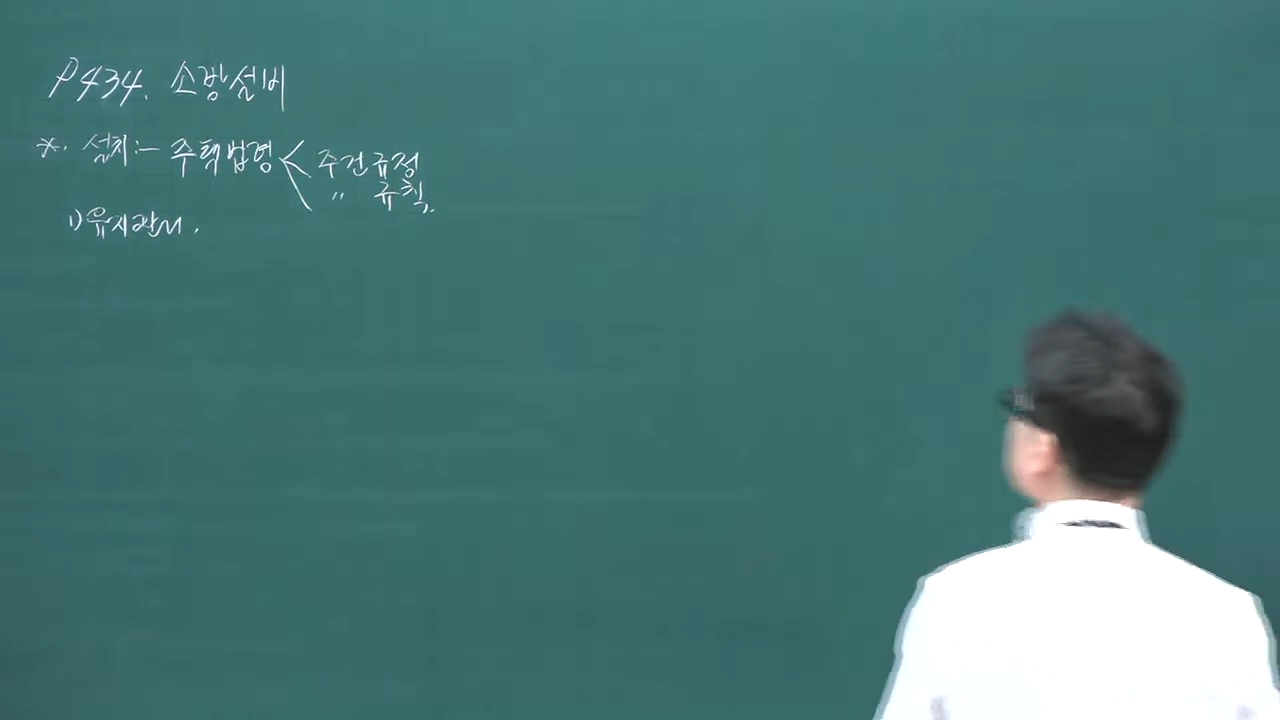 P434. 소방설비
*. 설치:- 주택법령 < 주건규정
" 규칙,.
1) 유지관리.